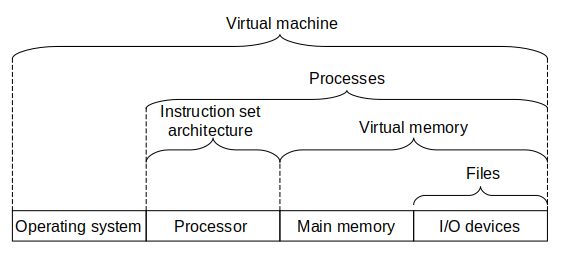 Virtual machine
Processes
Instruction set
architecture
Virtual memory
Files
Operating system
Processor
Main memory
I/O devices